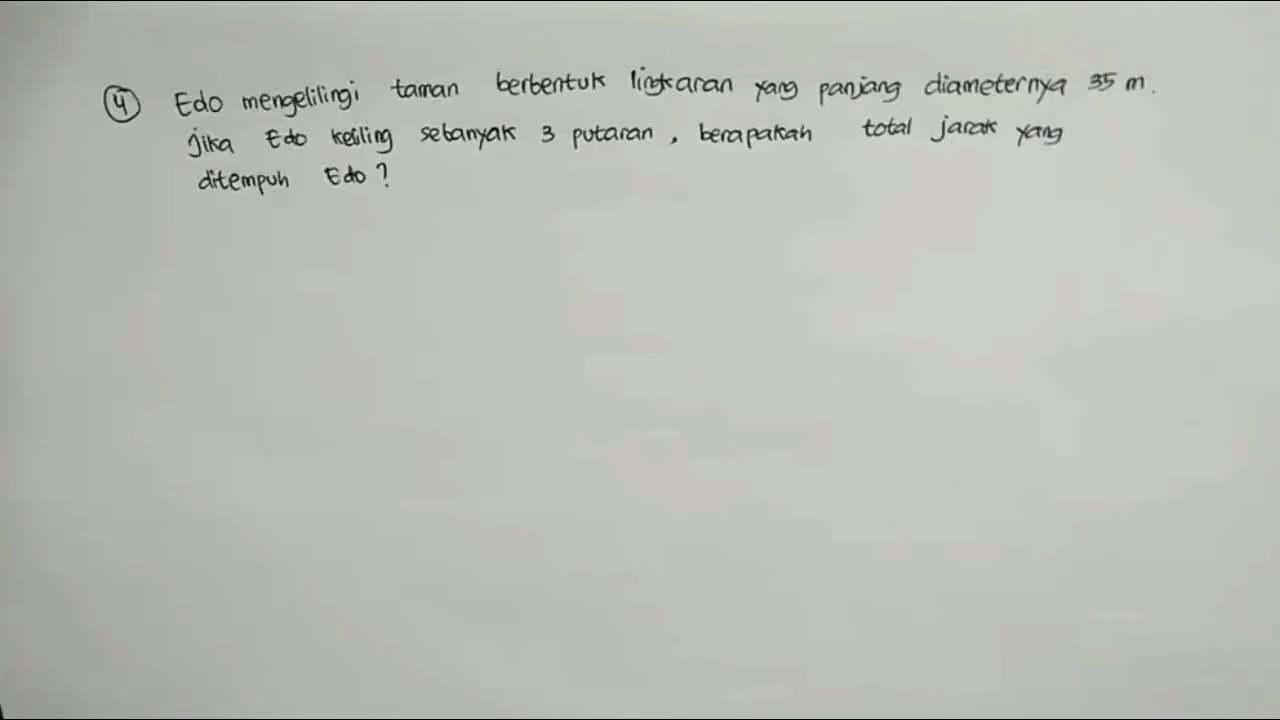 4 Edo mengelilingi taman berbentuk lingkaran yang panjang diameternya 35 m.
jika Edo keliling sebanyak 3 putaran, berapakah total jarak yang
ditempuh Edo?